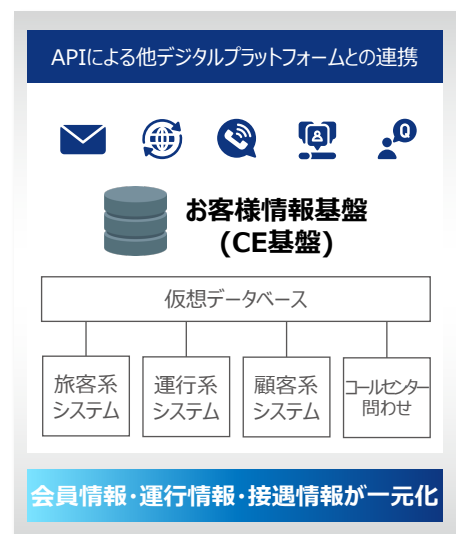 APIによる他デジタルプラットフォームとの連携
Q
お客様情報基盤
(CE基盤)
仮想データベース
旅客系
システム
運行系
システム
顧客系
システム
コールセンター
問わせ
会員情報・運行情報・接遇情報が一元化